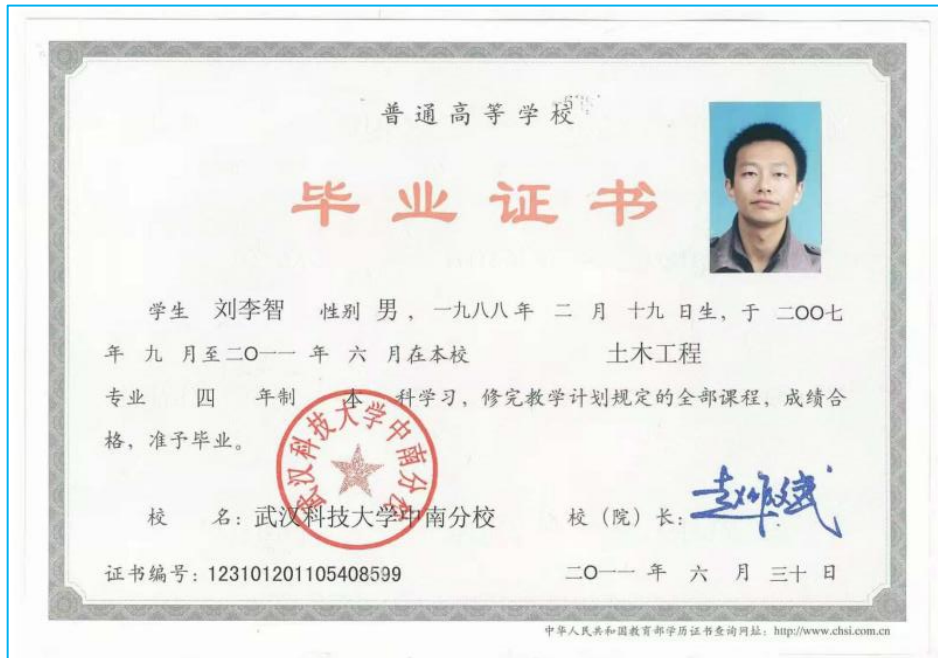 普通高等学校
毕业证书
学生 刘李智 性别 男，一九八八年 二 月 十九 日生，于 二〇〇七
年 九 月至二〇一一 年 六 月在本校 土木工程
专业 四 年制 本 科学习，修完教学计划规定的全部课程，成绩合
格，准予毕业。
武汉科技大学中南分校
校 名：武汉科技大学中南分校 校（院）长：赵作斌
证书编号：123101201105408599 二〇一一 年 六 月 三十 日
中华人民共和国教育部学历证书查询网址：http://www.chsi.com.cn